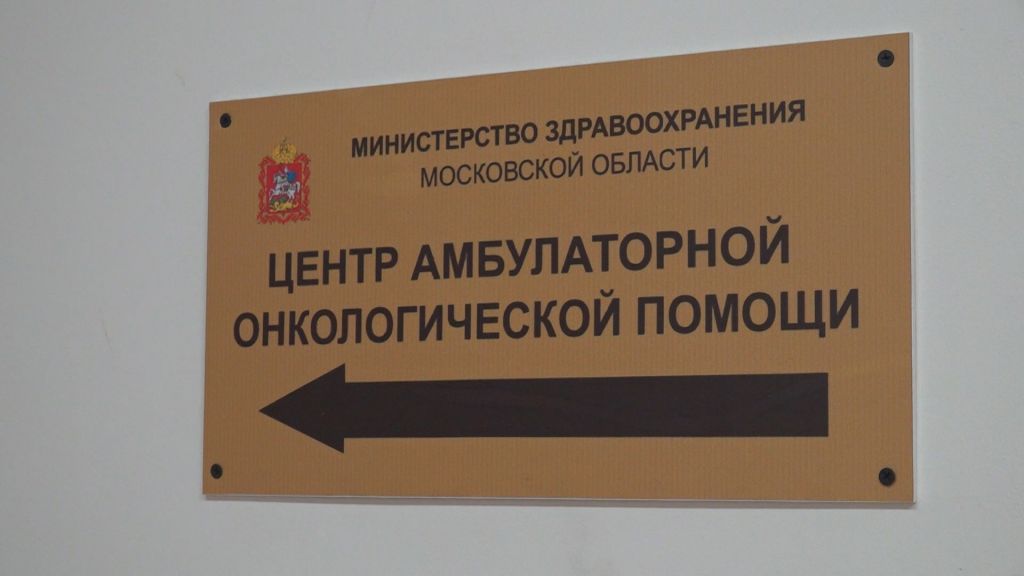 МИНИСТЕРСТВО ЗДРАВООХРАНЕНИЯ
МОСКОВСКОЙ ОБЛАСТИ
ЦЕНТР АМБУЛАТОРНОЙ
ОНКОЛОГИЧЕСКОЙ ПОМОЩИ